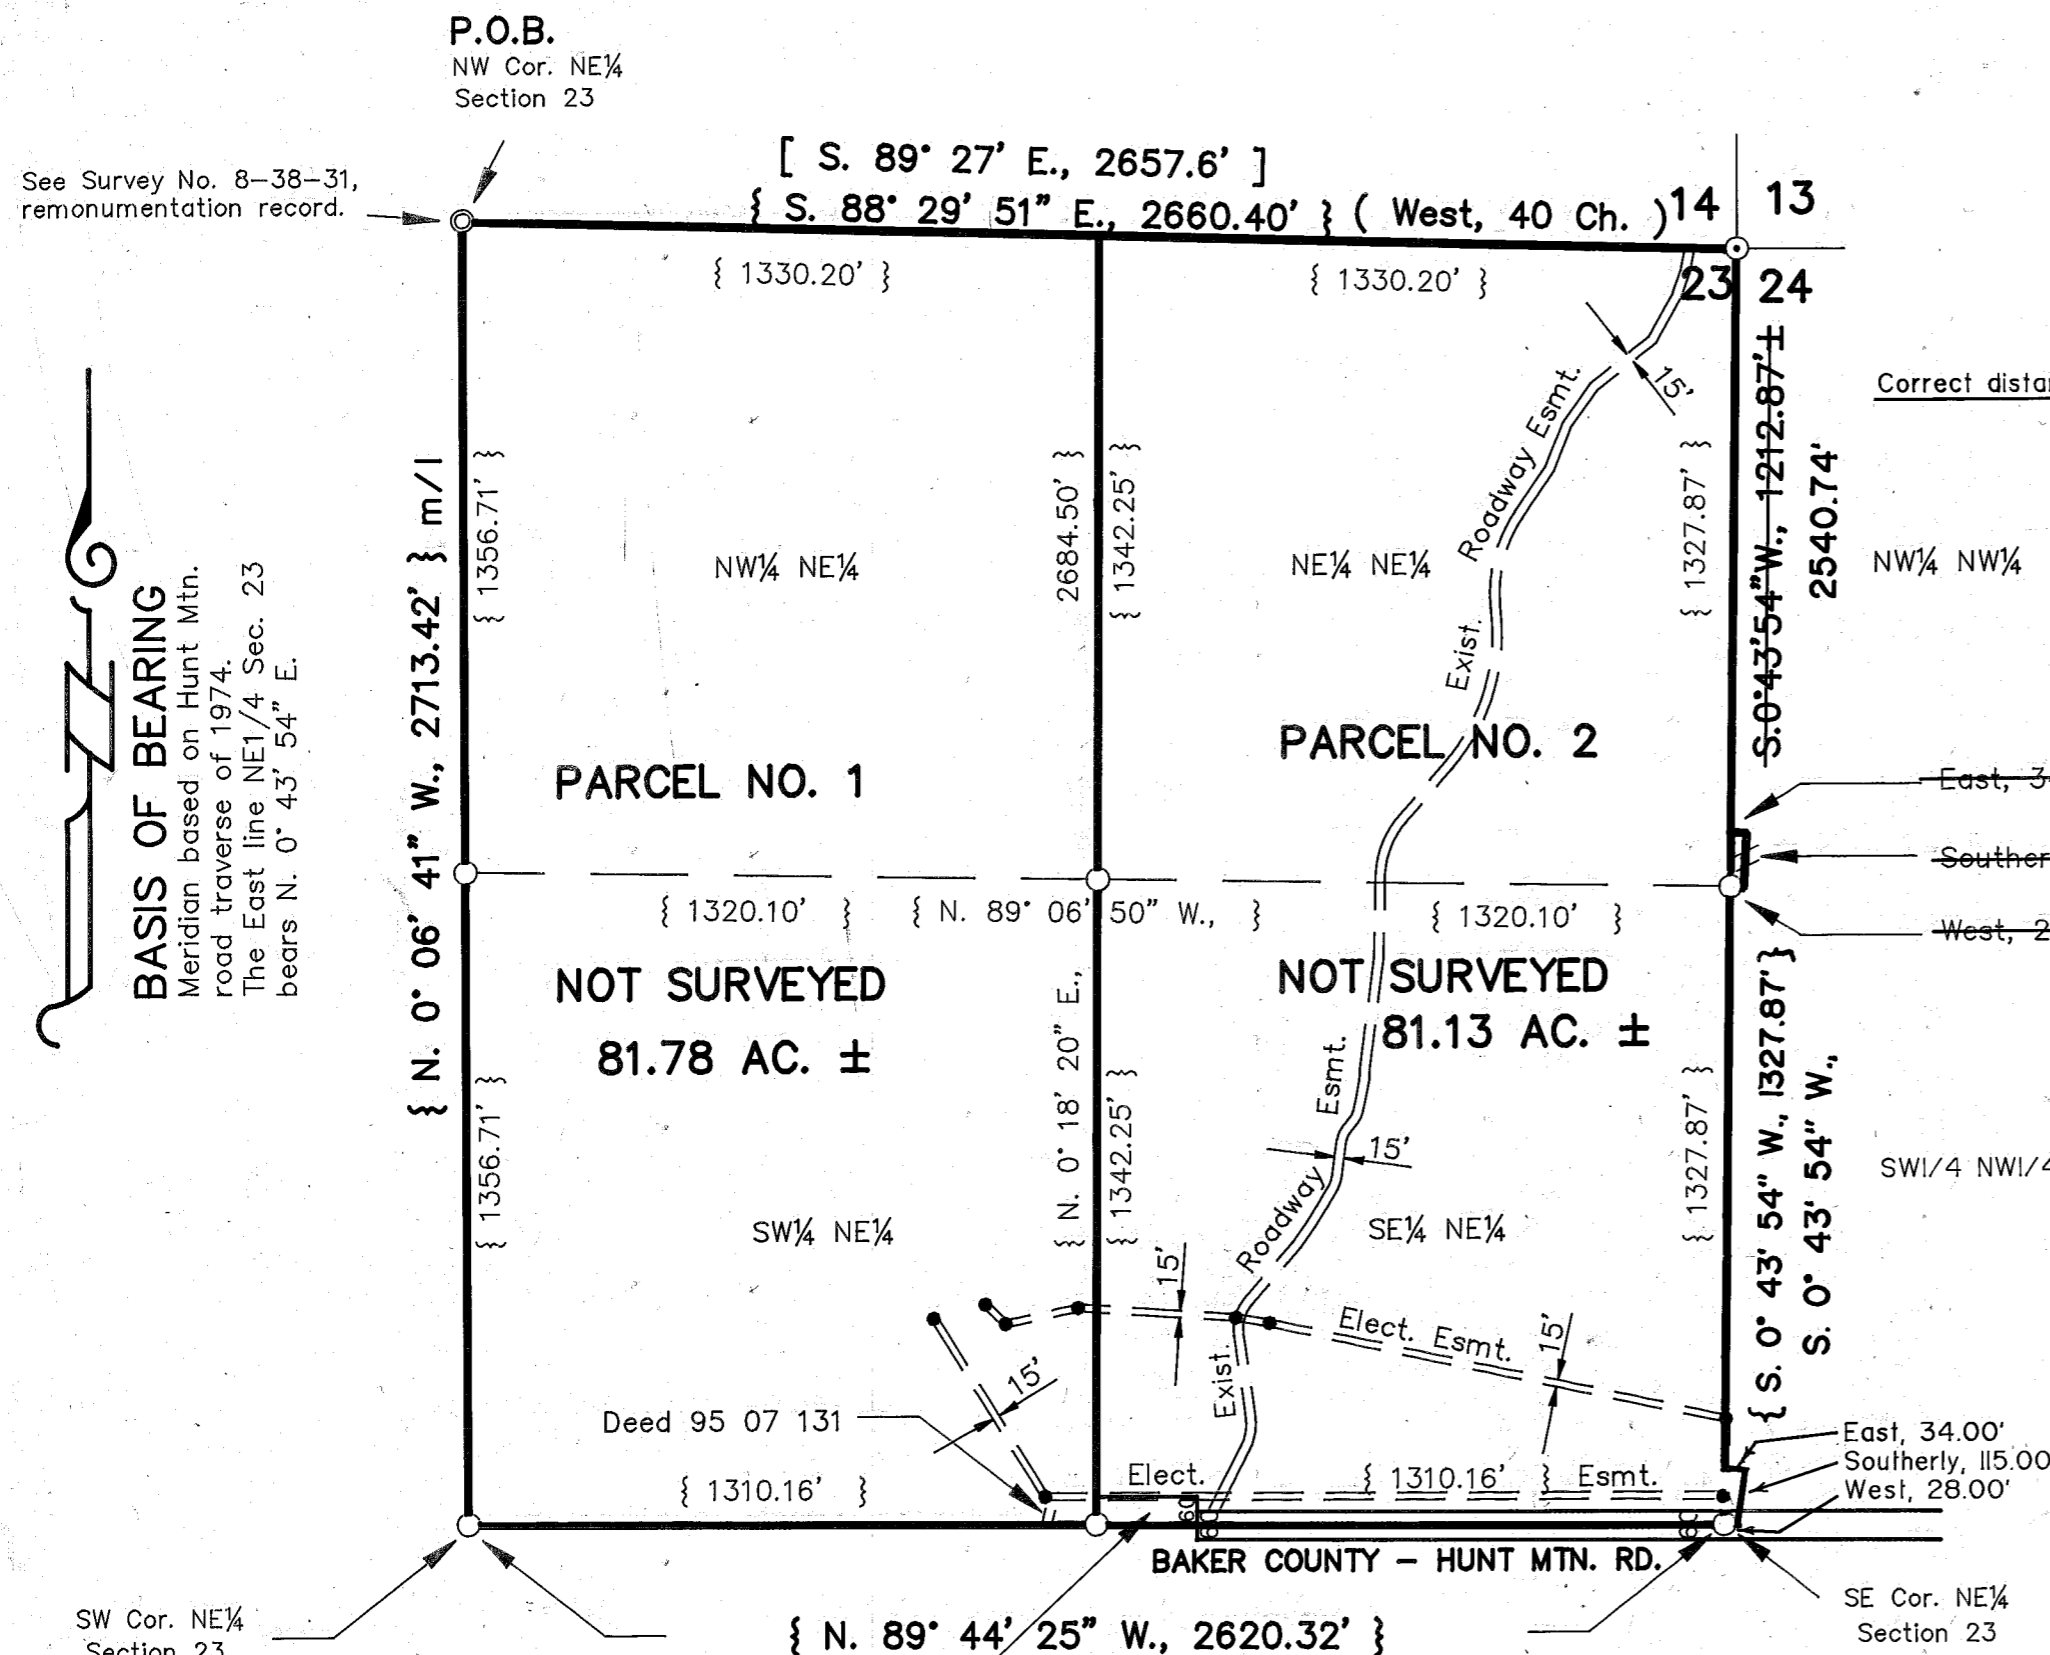 P.O.B.
NW Cor. NE¼
Section 23
See Survey No. 8-38-31,
remonumentation record.
[ S. 89° 27' E., 2657.6' ]
{ S. 88° 29' 51" E., 2660.40' } ( West, 40 Ch. )
14
13
23
24
{ 1330.20' }
{ 1330.20' }
15'
Exist. Roadway Esmt.
S.0°43'54"W., 1212.87'±
2540.74'
Correct
BASIS OF BEARING
Meridian based on Hunt Mtn.
road traverse of 1974.
The East line NE1/4 Sec. 23
bears N. 0° 43' 54" E.
{ N. 0° 06' 41" W., 2713.42' } m/l
{ 1356.71' }
2684.50' }
{ 1342.25' }
{ 1327.87' }
NW¼ NE¼
NE¼ NE¼
NW¼ NW¼
PARCEL NO. 1
PARCEL NO. 2
East,
West,
{ 1320.10' }
{ N. 89° 06' 50" W., }
{ 1320.10' }
NOT SURVEYED
81.78 AC. ±
NOT SURVEYED
81.13 AC. ±
{ N. 0° 18' 20" E.,
{ 1356.71' }
{ 1342.25' }
{ 1327.87' }
{ S. 0° 43' 54" W., 1327.87' }
S. 0° 43' 54" W.,
Exist. Roadway Esmt.
15'
SW¼ NE¼
SE¼ NE¼
SW1/4 NW1/4
15'
Elect. Esmt.
15'
15'
Deed 95 07 131
{ 1310.16' }
Elect.
{ 1310.16' }
Esmt.
East, 34.00'
Southerly, 115.00
West, 28.00'
60
60
60
BAKER COUNTY - HUNT MTN. RD.
SW Cor. NE¼
Section 23
{ N. 89° 44' 25" W., 2620.32' }
SE Cor. NE¼
Section 23